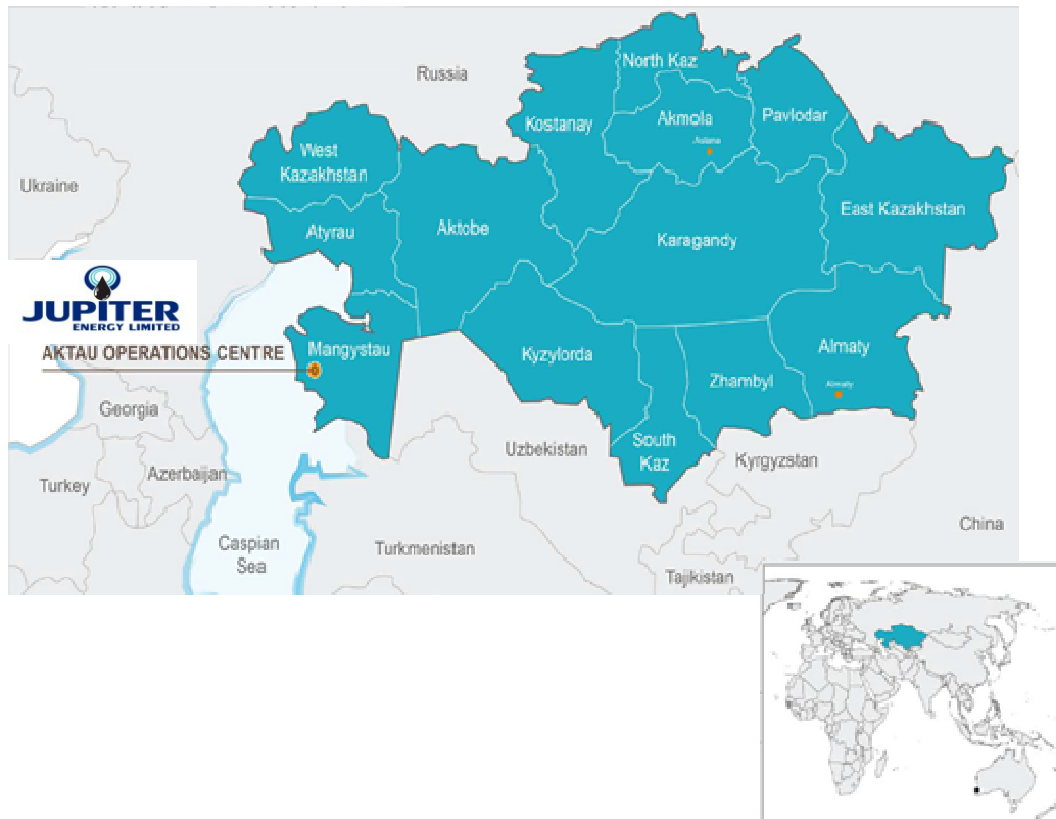 Russia
North Kaz
Kostanay
Akmola
Pavlodar
Astana
West
Kazakhstan
Ukraine
East Kazakhstan
Atyrau
Aktobe
Karagandy
JUPITER
ENERGY LIMITED
AKTAU OPERATIONS CENTRE
Mangystau
Kyzylorda
Almaty
Zhambyl
Almaty
Georgia
South
Kaz
Uzbekistan
Kyrgyzstan
Azerbaijan
Turkey
China
Caspian
Sea
Turkmenistan
Tajikistan